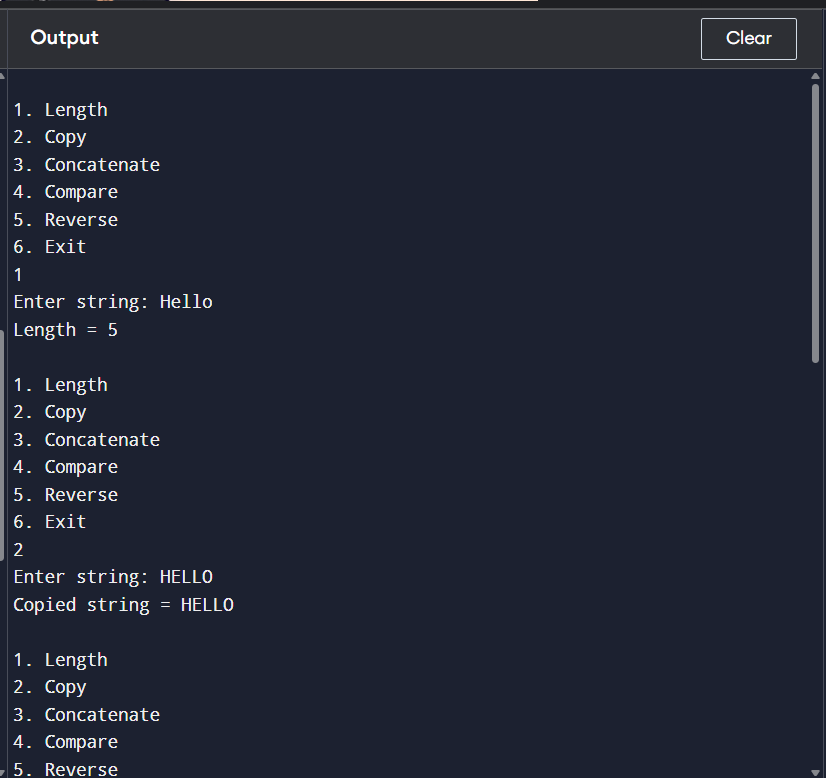 Output
Clear
1. Length
2. Copy
3. Concatenate
4. Compare
5. Reverse
6. Exit
1
Enter string: Hello
Length = 5
1. Length
2. Copy
3. Concatenate
4. Compare
5. Reverse
6. Exit
2
Enter string: HELLO
Copied string = HELLO
1. Length
2. Copy
3. Concatenate
4. Compare
5. Reverse